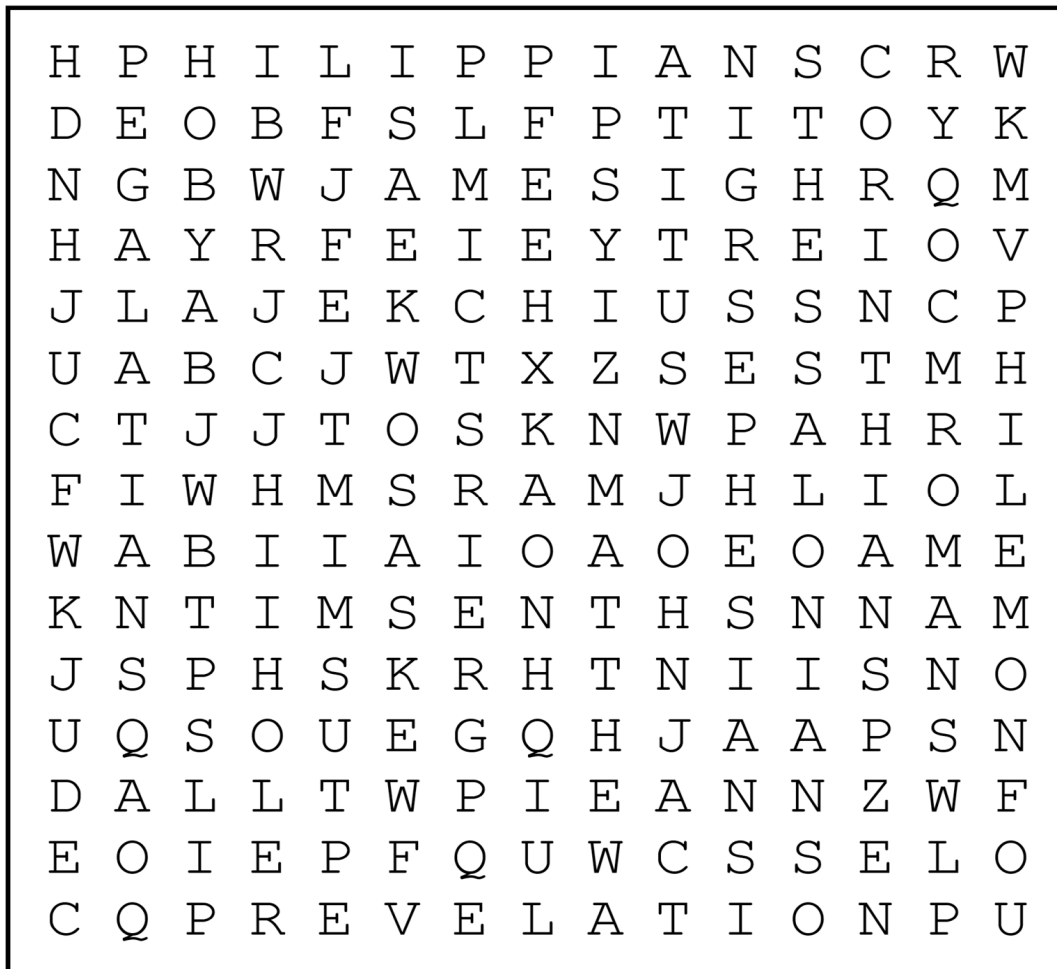 H P H I L I P P I A N S C R W
D E O B F S L F P T I T O Y K
N G B W J A M E S I G H R Q M
H A Y R F E I E Y T R E I O V
J L A J E K C H I U S S N C P
U A B C J W T X Z S E S T M H
C T J J T O S K N W P A H R I
F I W H M S R A M J H L I O L
W A B I I A I O A O E O A M E
K N T I M S E N T H S N N A M
J S P H S K R H T N I I S N O
U Q S O U E G Q H J A A P S N
D A L L T W P I E A N N Z W F
E O I E P F Q U W C S S E L O
C Q P R E V E L A T I O N P U